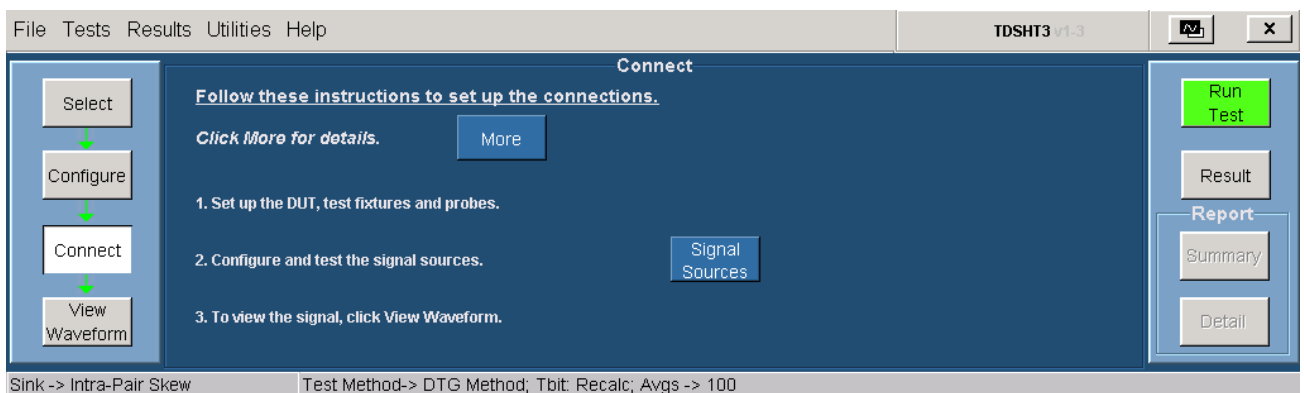 File Tests Results Utilities Help
TDSHT3 v1-3
x
Select
Configure
Connect
View
Waveform
Connect
Follow these instructions to set up the connections.
Click More for details.
More
1. Set up the DUT, test fixtures and probes.
2. Configure and test the signal sources.
Signal
Sources
3. To view the signal, click View Waveform.
Run
Test
Result
Report
Summary
Detail
Sink -> Intra-Pair Skew
Test Method-> DTG Method; Tbit: Recalc; Avgs -> 100